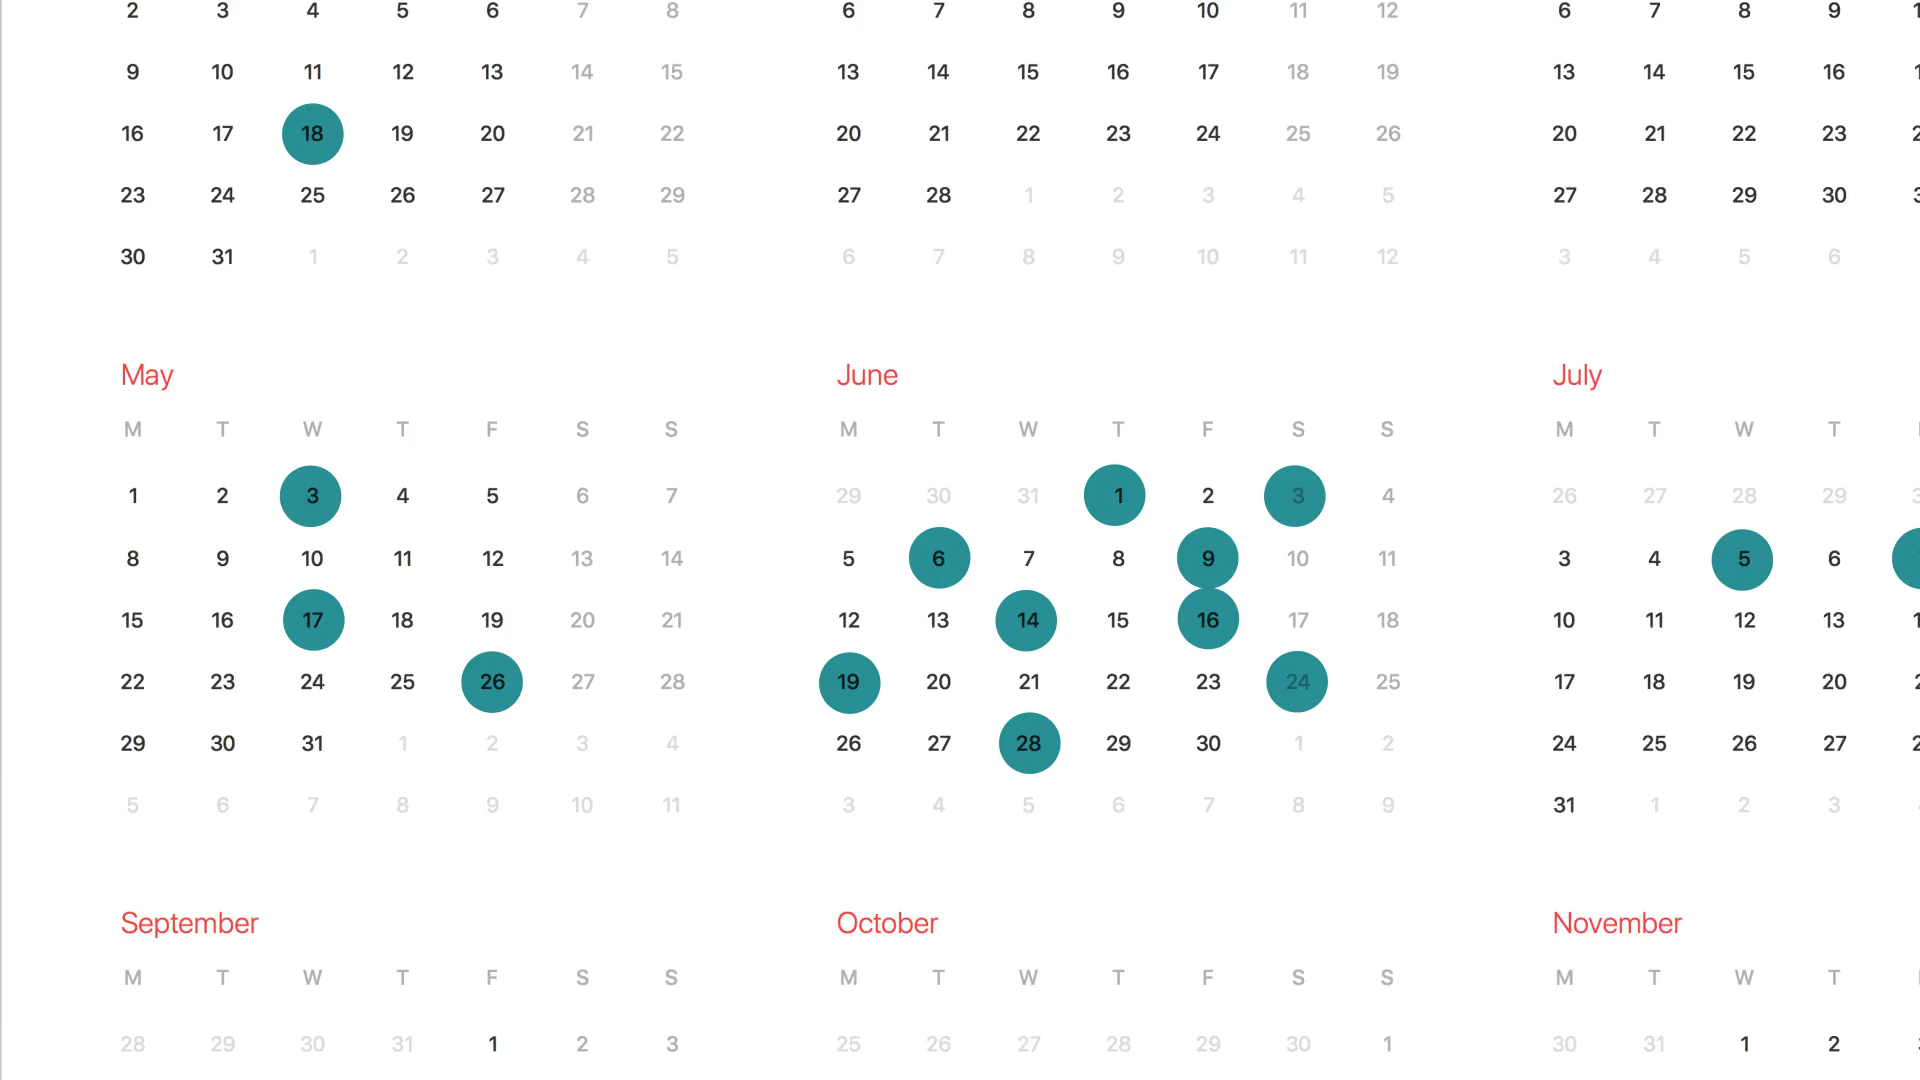 2 3 4 5 6 7 8 6 7 8 9 10 11 12 6 7 8 9
9 10 11 12 13 14 15 13 14 15 16 17 18 19 13 14 15 16
16 17 18 19 20 21 22 20 21 22 23 24 25 26 20 21 22 23
23 24 25 26 27 28 29 27 28 1 2 3 4 5 27 28 29 30
30 31 1 2 3 4 5 6 7 8 9 10 11 12 3 4 5 6
May June July
M T W T F S S M T W T F S S M T W T
1 2 3 4 5 6 7 29 30 31 1 2 3 4 26 27 28 29
8 9 10 11 12 13 14 5 6 7 8 9 10 11 3 4 5 6
15 16 17 18 19 20 21 12 13 14 15 16 17 18 10 11 12 13
22 23 24 25 26 27 28 19 20 21 22 23 24 25 17 18 19 20
29 30 31 1 2 3 4 26 27 28 29 30 1 2 24 25 26 27
5 6 7 8 9 10 11 3 4 5 6 7 8 9 31 1 2 3
September October November
M T W T F S S M T W T F S S M T W T
28 29 30 31 1 2 3 25 26 27 28 29 30 1 30 31 1 2